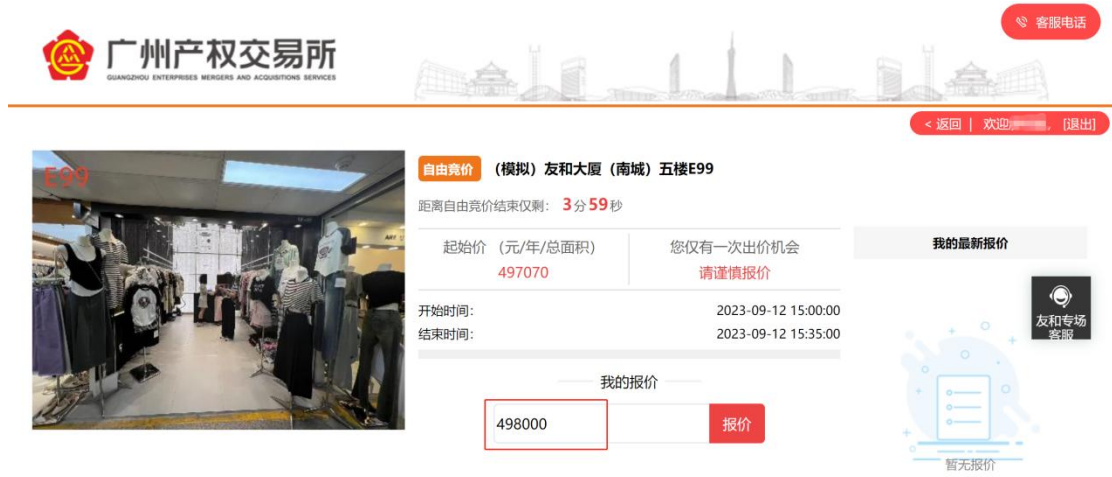 客服电话
广州产权交易所
GUANGZHOU ENTERPRISES MERGERS AND ACQUISITIONS SERVICES
< 返回 | 欢迎 , [退出]
E99
自由竞价 （模拟）友和大厦（南城）五楼E99
距离自由竞价结束仅剩： 3分59秒
起始价 （元/年/总面积）
497070
您仅有一次出价机会
请谨慎报价
我的最新报价
开始时间： 2023-09-12 15:00:00
结束时间： 2023-09-12 15:35:00
友和专场
客服
我的报价
498000
报价
暂无报价